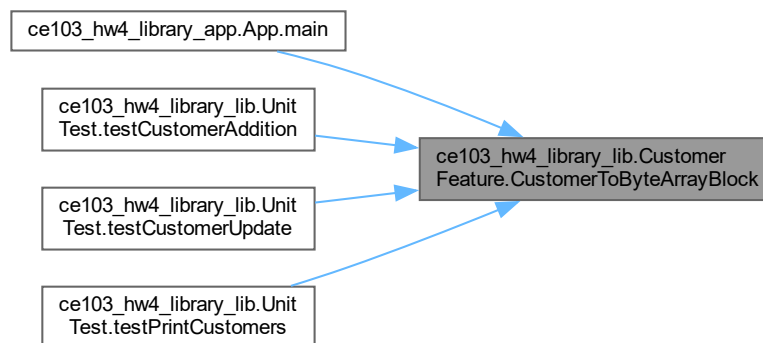 ce103_hw4_library_app.App.main
ce103_hw4_library_lib.Unit
Test.testCustomerAddition
ce103_hw4_library_lib.Customer
Feature.CustomerToByteArrayBlock
ce103_hw4_library_lib.Unit
Test.testCustomerUpdate
ce103_hw4_library_lib.Unit
Test.testPrintCustomers